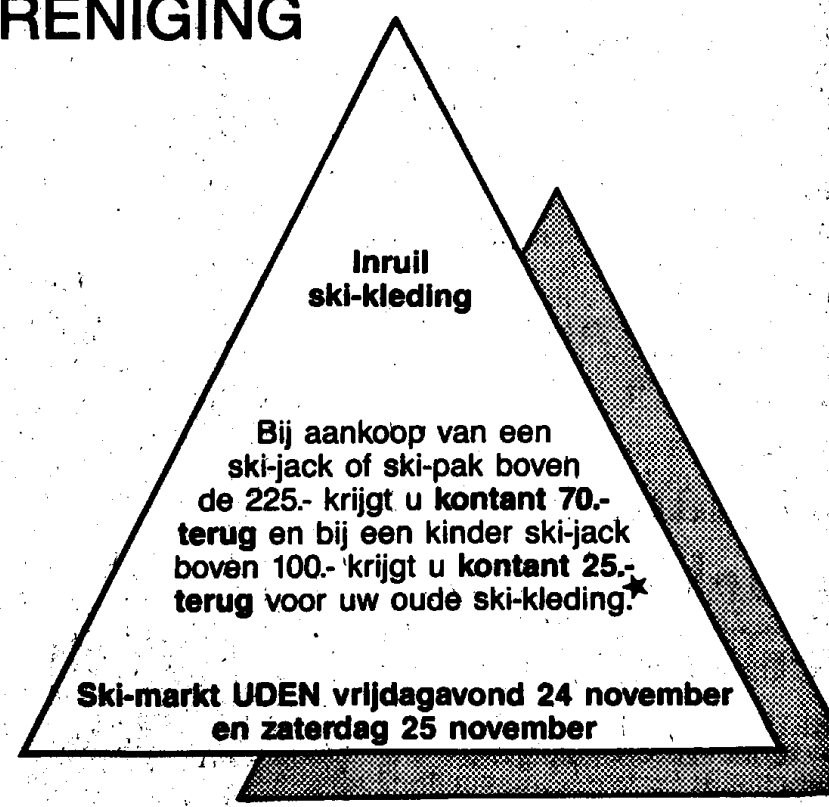 RENIGING
Inruil
ski-kleding
Bij aankoop van een
ski-jack of ski-pak boven
de 225.- krijgt u kontant 70.-
terug en bij een kinder ski-jack
boven 100.- krijgt u kontant 25.-
terug voor uw oude ski-kleding.★
Ski-markt UDEN vrijdagavond 24 november
en zaterdag 25 november